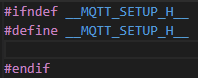 #ifndef __MQTT_SETUP_H__
#define __MQTT_SETUP_H__
#endif